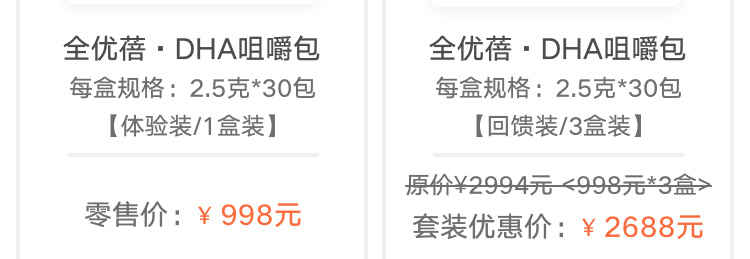 全优蓓·DHA咀嚼包
每盒规格：2.5克*30包
【体验装/1盒装】
零售价：¥ 998元
全优蓓·DHA咀嚼包
每盒规格：2.5克*30包
【回馈装/3盒装】
原价¥2994元 <998元*3盒>
套装优惠价：¥ 2688元